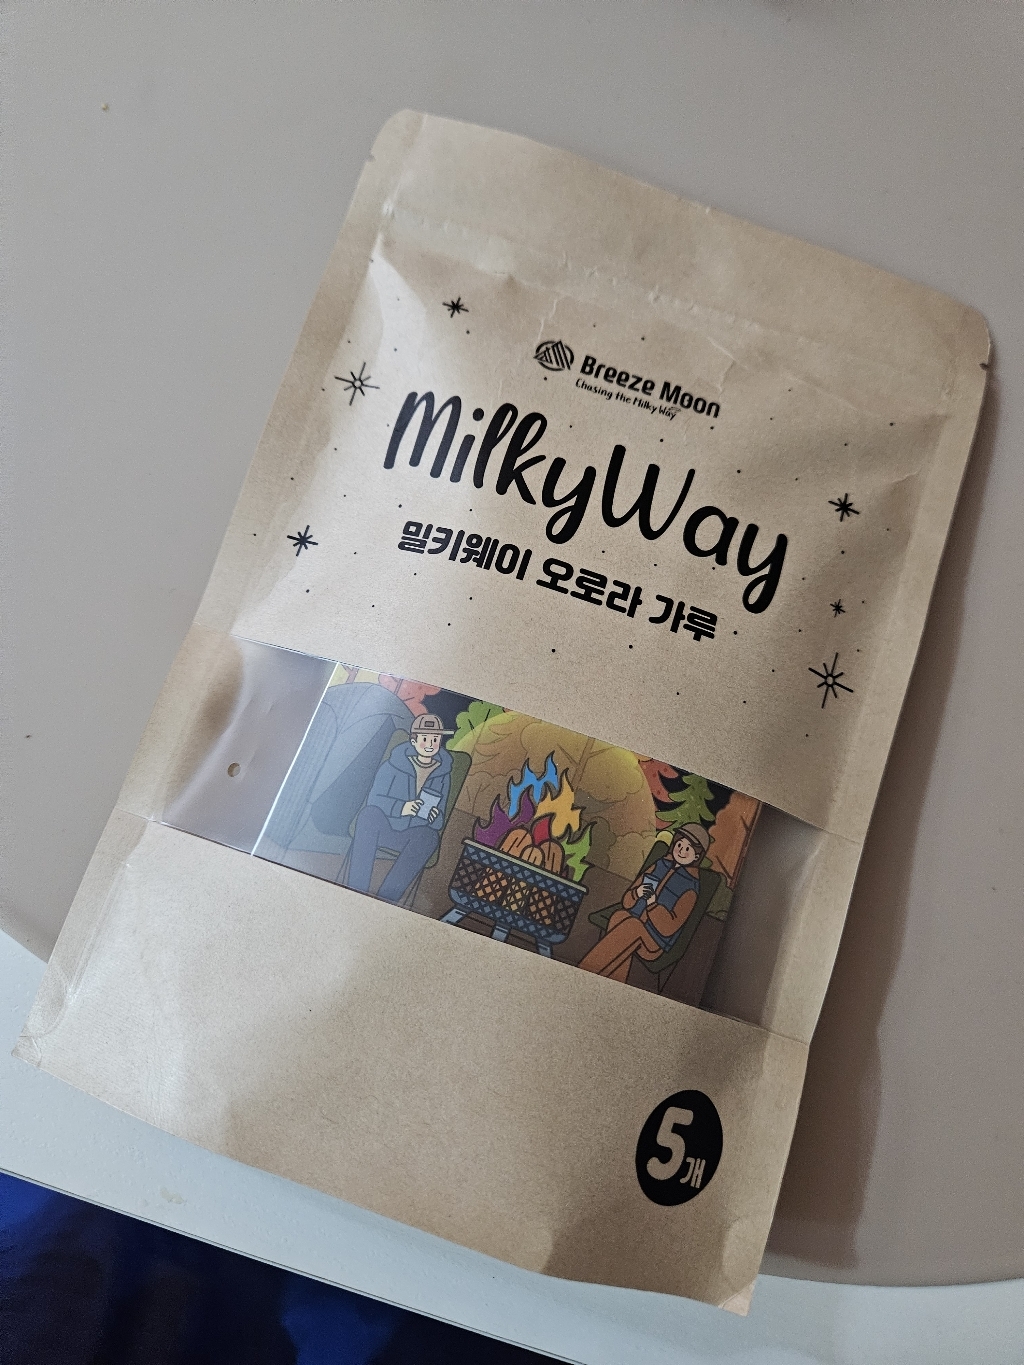 Breeze Moon
Chasing the Milky Way
MilkyWay
밀키웨이 오로라 가루
5개